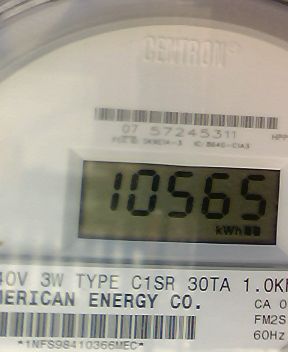 CENTRON®
07 57245311
10565
kWh
40V 3W TYPE C1SR 30TA 1.0K
MERICAN ENERGY CO.
CA 0
FM2S
60Hz
*1NFS98410366MEC*